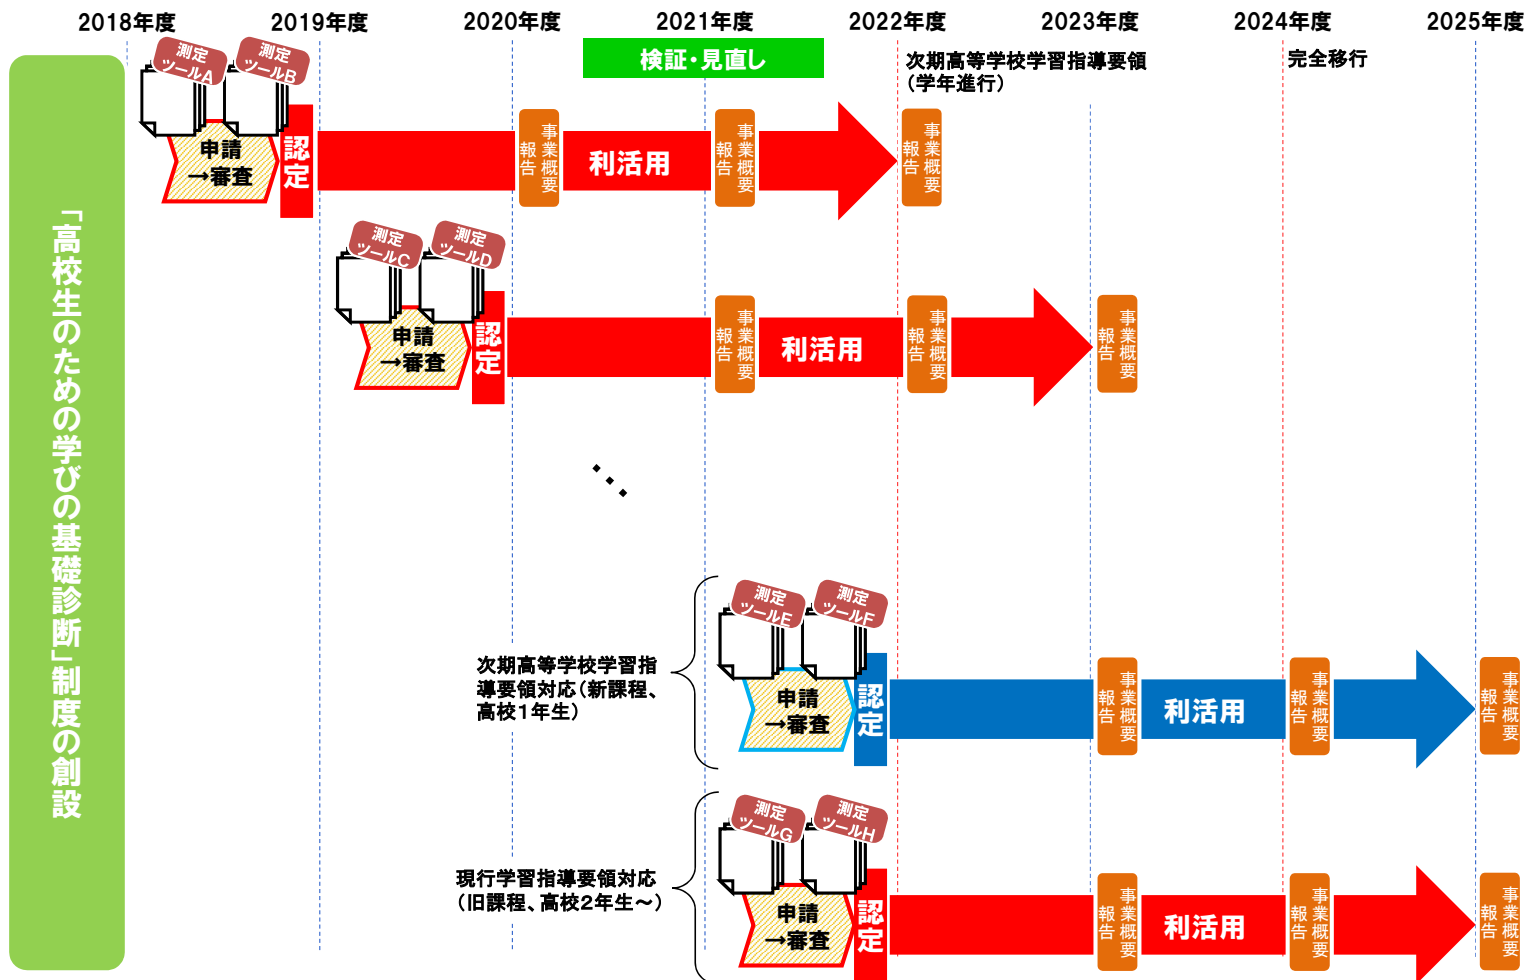 2018年度
2019年度
2020年度
2021年度
2022年度
2023年度
2024年度
2025年度
検証・見直し
次期高等学校学習指導要領
（学年進行）
完全移行
「高校生のための学びの基礎診断」制度の創設
測定
ツールA
測定
ツールB
申請
→審査
認定
事業概要
報告
利活用
事業概要
報告
事業概要
報告
測定
ツールC
測定
ツールD
申請
→審査
認定
事業概要
報告
利活用
事業概要
報告
事業概要
報告
次期高等学校学習指
導要領対応（新課程、
高校１年生）
測定
ツールE
測定
ツールF
申請
→審査
認定
事業概要
報告
利活用
事業概要
報告
事業概要
報告
現行学習指導要領対応
（旧課程、高校２年生～）
測定
ツールG
測定
ツールH
申請
→審査
認定
事業概要
報告
利活用
事業概要
報告
事業概要
報告